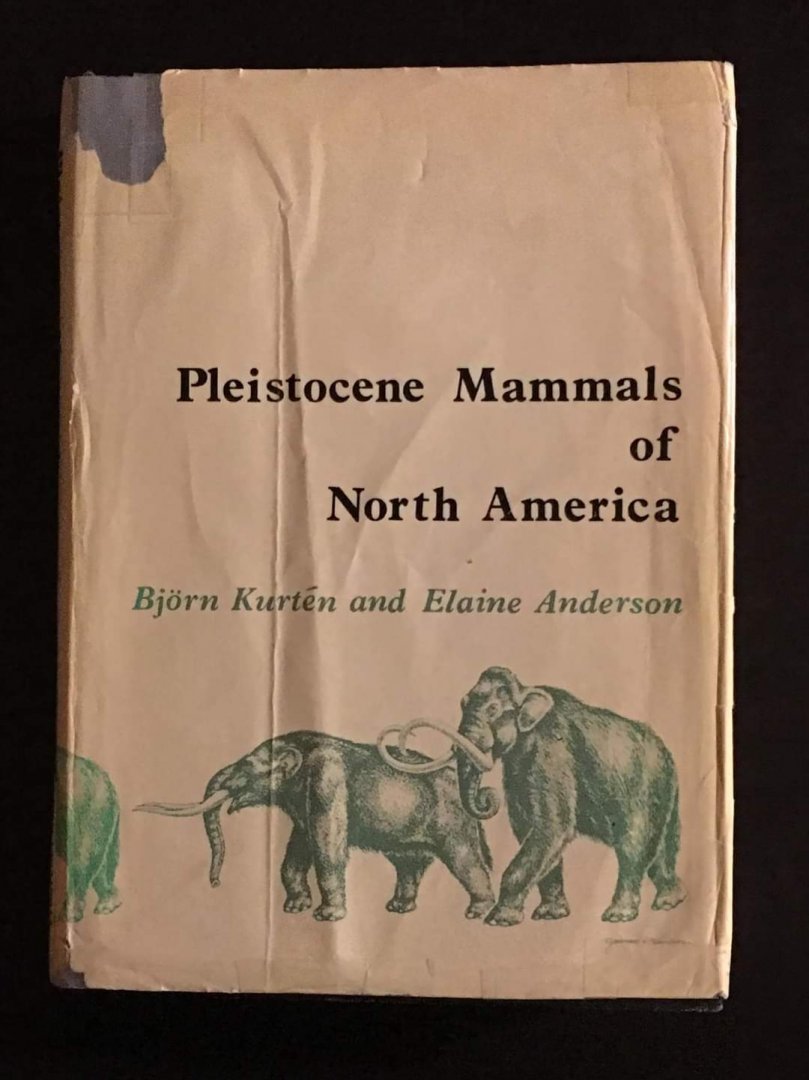 Pleistocene Mammals
of
North America
Björn Kurtén and Elaine Anderson